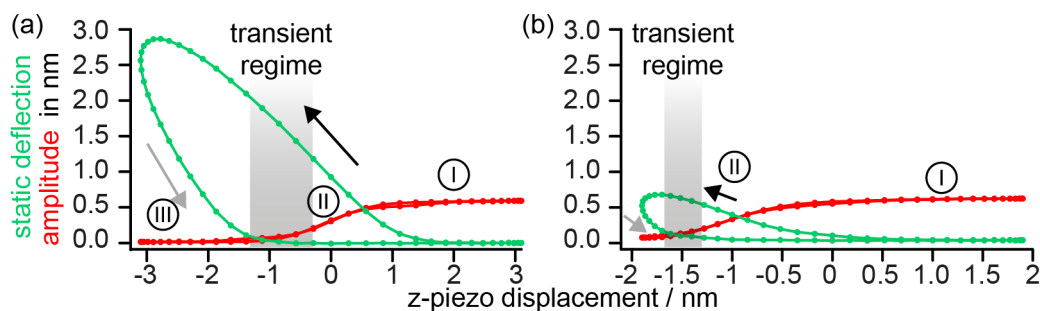 (a)
static deflection
amplitude in nm
3.0
2.5
2.0
1.5
1.0
0.5
0.0
transient
regime
I
II
III
-3
-2
-1
0
1
2
3
(b)
3.0
2.5
2.0
1.5
1.0
0.5
0.0
transient
regime
II
I
-2
-1.5
-1.0
-0.5
0
0.5
1.0
1.5
2
z-piezo displacement / nm